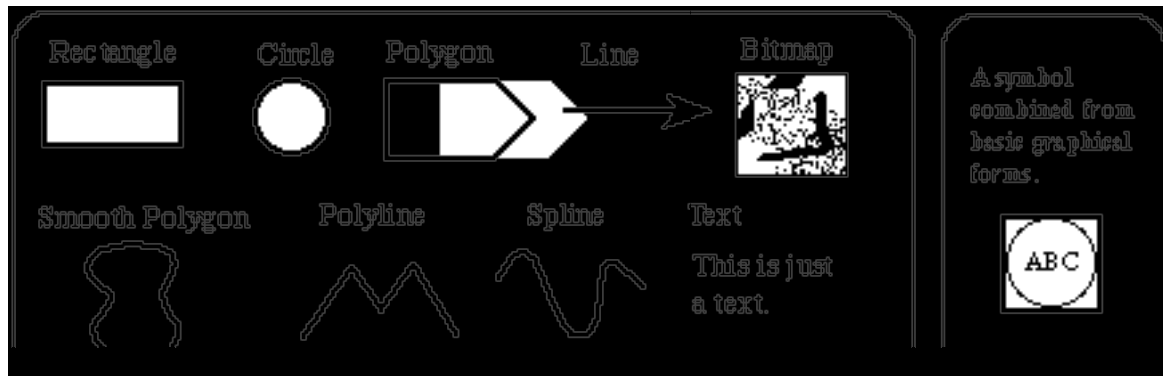 Rectangle
Circle
Polygon
Line
Bitmap
Smooth Polygon
Polyline
Spline
Text
This is just
a text.
A symbol
combined from
basic graphical
forms.
ABC